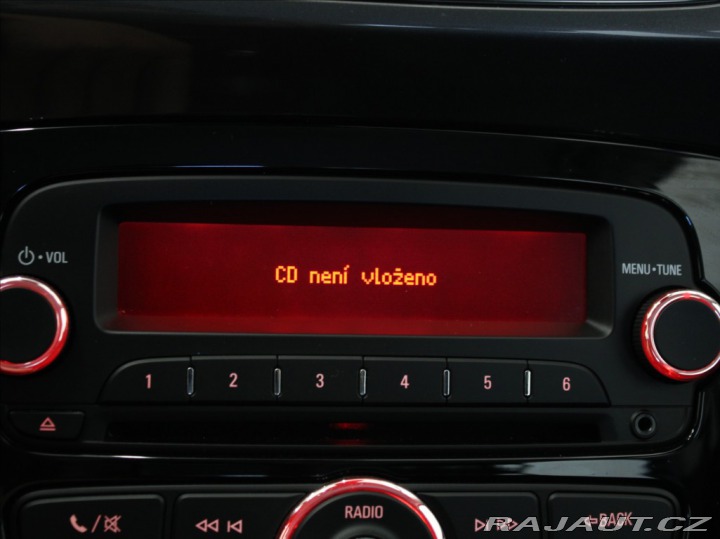 VOL
MENU•TUNE
CD není vloženo
1 2 3 4 5 6
RADIO
BACK
RAJAUT.CZ